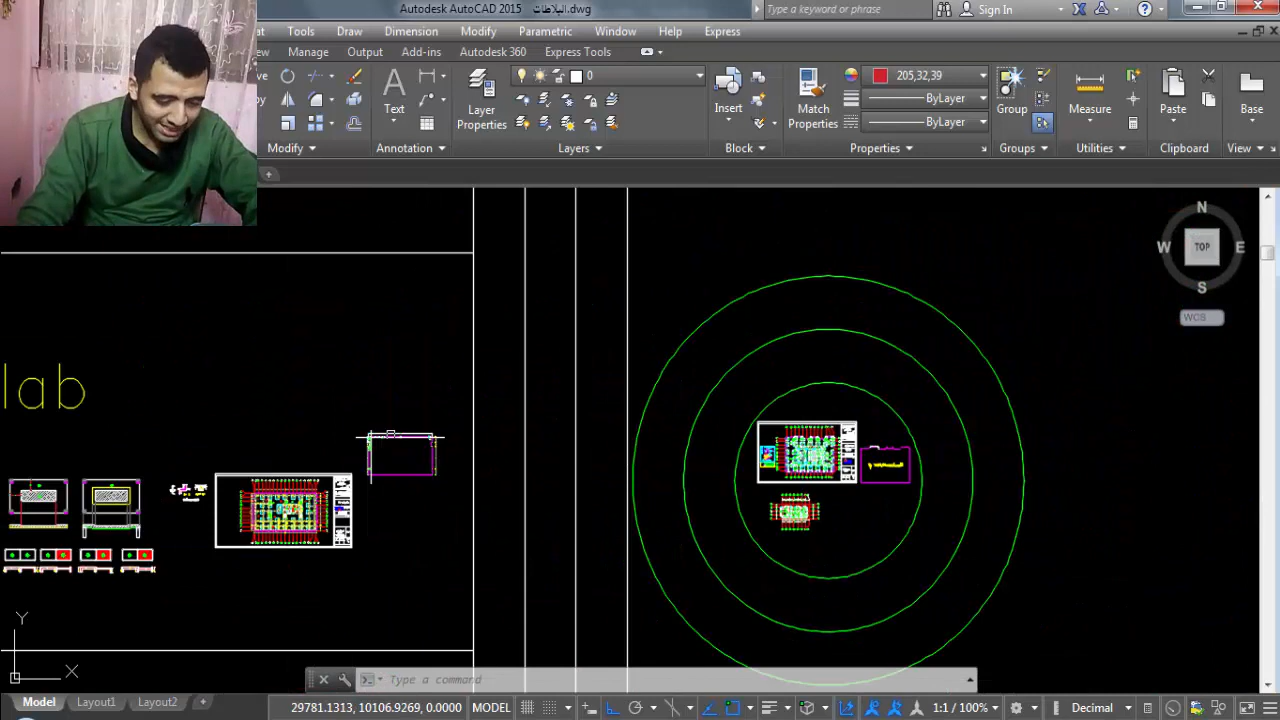 Autodesk AutoCAD 2015 البلاطات.dwg
Type a keyword or phrase
Sign In
Tools Draw Dimension Modify Parametric Window Help Express
Manage Output Add-ins Autodesk 360 Express Tools
0
205,32,39
ByLayer
ByLayer
Text
Layer Properties
Insert
Match Properties
Group
Measure
Paste
Base
Modify Annotation Layers Block Properties Groups Utilities Clipboard View
N
W TOP E
S
WCS
lab
Y
X
Type a command
Model Layout1 Layout2
29781.1313, 10106.9269, 0.0000 MODEL 1:1 / 100% Decimal